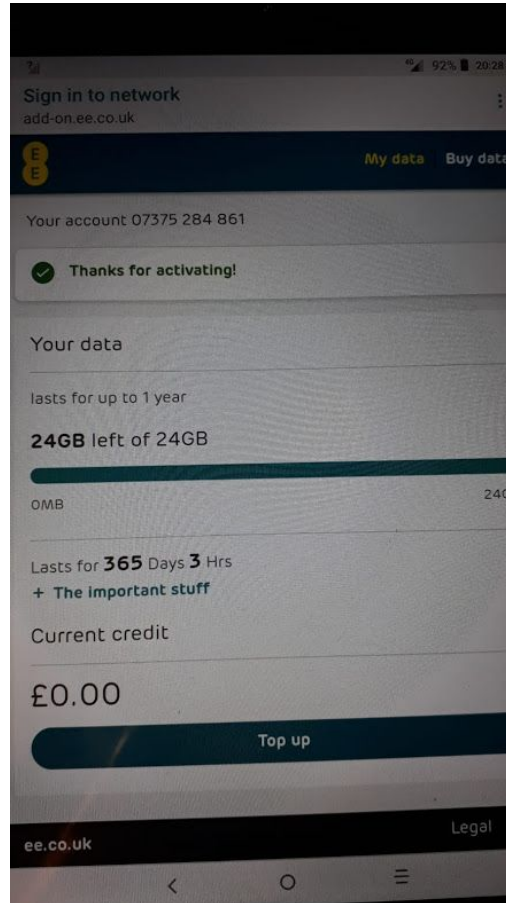 4G 92% 20:28
Sign in to network
add-on.ee.co.uk
E
E
My data Buy data
Your account 07375 284 861
Thanks for activating!
Your data
lasts for up to 1 year
24GB left of 24GB
0MB 24G
Lasts for 365 Days 3 Hrs
+ The important stuff
Current credit
£0.00
Top up
ee.co.uk Legal